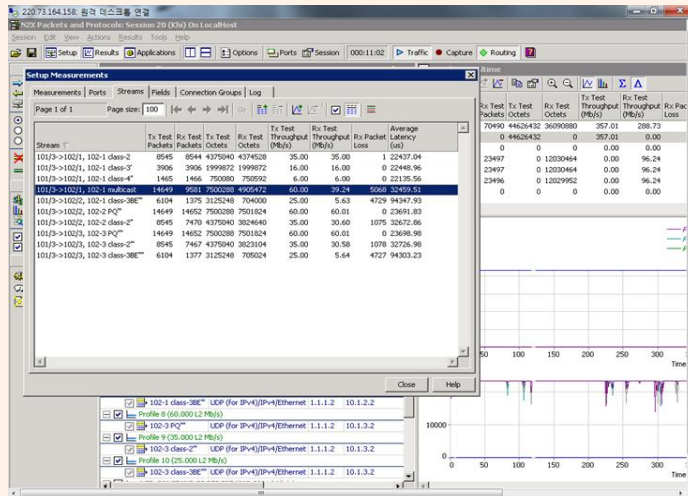 220.73.164.158: 원격 데스크톱 연결
N2X Packets and Protocols: Session 20 (Khi) On LocalHost
Session Edit View Actions Results Tools Help
Setup Results Applications Options Ports Session 000:11:02 Traffic Capture Routing
Setup Measurements
Measurements Ports Streams Fields Connection Groups Log
Page 1 of 1 Page size: 100 Go
Stream Tx Test Packets Rx Test Packets Tx Test Octets Rx Test Octets Tx Test Throughput (Mb/s) Rx Test Throughput (Mb/s) Rx Packet Loss Average Latency (us)
101/3->102/1, 102-1 class-2 8545 8544 4375040 4374528 35.00 35.00 1 22437.04
101/3->102/1, 102-1 class-3' 3906 3906 1999872 1999872 16.00 16.00 0 22448.96
101/3->102/1, 102-1 class-4" 1465 1466 750080 750592 6.00 6.00 0 22135.56
101/3->102/1, 102-1 multicast 14649 9581 7500288 4905472 60.00 39.24 5068 32459.51
101/3->102/2, 102-1 class-3BE'" 6104 1375 3125248 704000 25.00 5.63 4729 94347.93
101/3->102/2, 102-2 PQ'" 14649 14652 7500288 7501824 60.00 60.01 0 23691.83
101/3->102/2, 102-2 class-2" 8545 7470 4375040 3824640 35.00 30.60 1075 32672.86
101/3->102/3, 102-3 PQ'" 14649 14652 7500288 7501824 60.00 60.01 0 23698.98
101/3->102/3, 102-3 class-2'" 8545 7467 4375040 3823104 35.00 30.58 1078 32726.98
101/3->102/3, 102-3 class-3BE'" 6104 1377 3125248 705024 25.00 5.64 4727 94303.23
Close Help
Rx Test Packets Tx Test Octets Rx Test Octets Tx Test Throughput (Mb/s) Rx Test Throughput (Mb/s) Rx Pac Loss
70490 44626432 36090880 357.01 288.73
0 44626432 0 357.01 0.00
0 0 0 0.00 0.00
23497 0 12030464 0.00 96.24
23497 0 12030464 0.00 96.24
23496 0 12029952 0.00 96.24
0 0 0 0.00 0.00
50 100 150 200 250 300
Time
102-1 class-3BE'" UDP (for IPv4)/IPv4/Ethernet 1.1.1.2 10.1.2.2
Profile 8 (60.000 L2 Mb/s)
102-3 PQ'" UDP (for IPv4)/IPv4/Ethernet 1.1.1.2 10.1.3.2
Profile 9 (35.000 L2 Mb/s)
102-3 class-2'" UDP (for IPv4)/IPv4/Ethernet 1.1.1.2 10.1.3.2
Profile 10 (25.000 L2 Mb/s)
102-3 class-3BE'" UDP (for IPv4)/IPv4/Ethernet 1.1.1.2 10.1.3.2
10000
0
0 50 100 150 200 250 300
Time